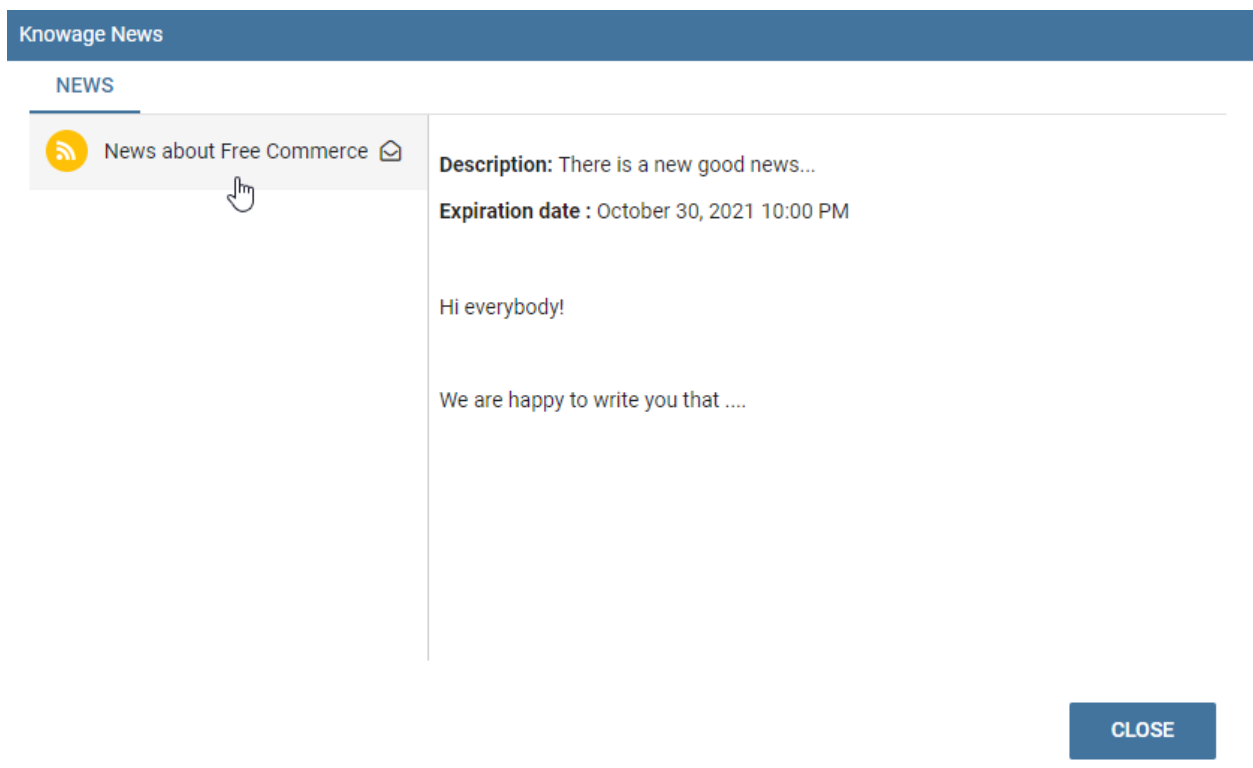 Knowage News
NEWS
News about Free Commerce
Description: There is a new good news...
Expiration date : October 30, 2021 10:00 PM
Hi everybody!
We are happy to write you that ....
CLOSE